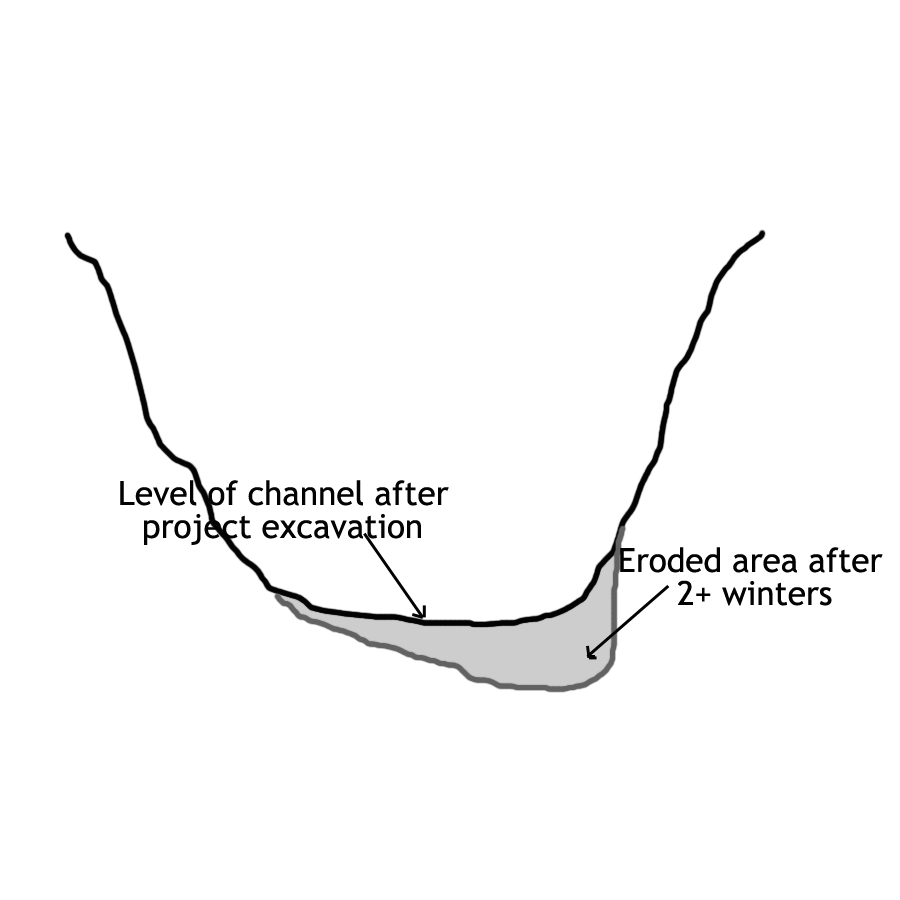 Level of channel after
project excavation
Eroded area after
2+ winters